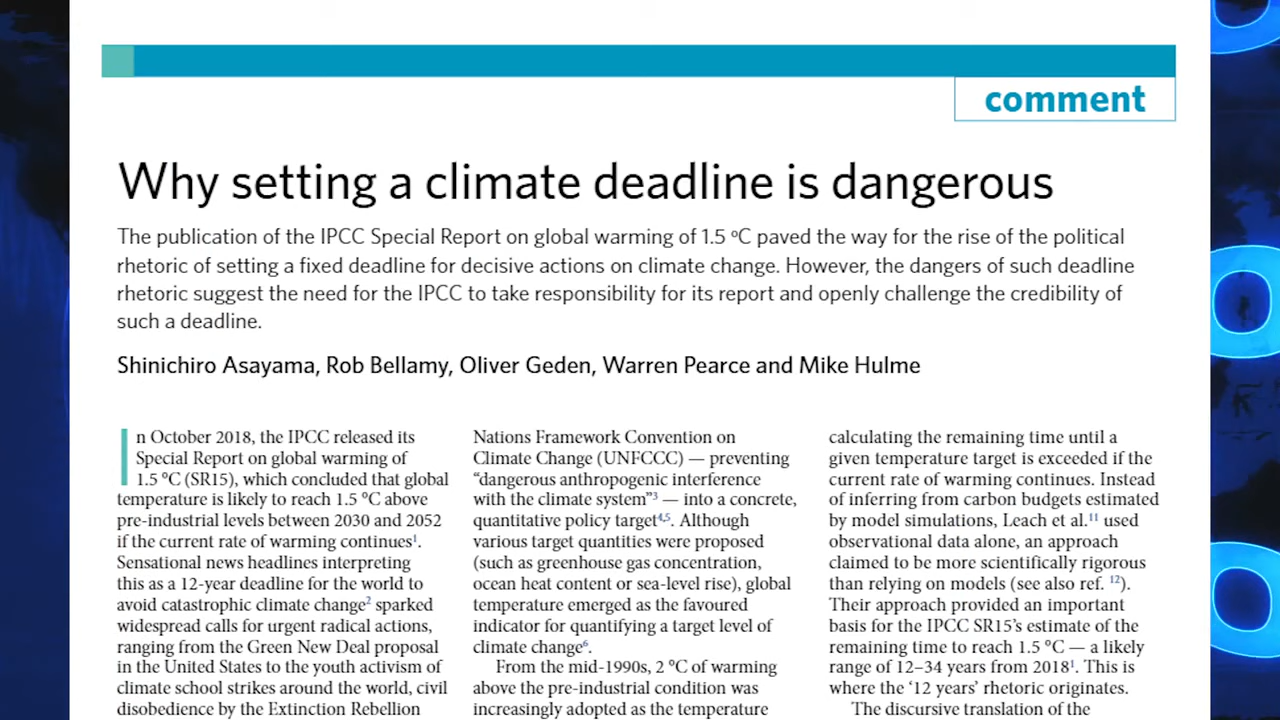 comment
Why setting a climate deadline is dangerous
The publication of the IPCC Special Report on global warming of 1.5 ºC paved the way for the rise of the political
rhetoric of setting a fixed deadline for decisive actions on climate change. However, the dangers of such deadline
rhetoric suggest the need for the IPCC to take responsibility for its report and openly challenge the credibility of
such a deadline.
Shinichiro Asayama, Rob Bellamy, Oliver Geden, Warren Pearce and Mike Hulme
In October 2018, the IPCC released its
Special Report on global warming of
1.5 ºC (SR15), which concluded that global
temperature is likely to reach 1.5 ºC above
pre-industrial levels between 2030 and 2052
if the current rate of warming continues1.
Sensational news headlines interpreting
this as a 12-year deadline for the world to
avoid catastrophic climate change2 sparked
widespread calls for urgent radical actions,
ranging from the Green New Deal proposal
in the United States to the youth activism of
climate school strikes around the world, civil
disobedience by the Extinction Rebellion
Nations Framework Convention on
Climate Change (UNFCCC) — preventing
“dangerous anthropogenic interference
with the climate system”3 — into a concrete,
quantitative policy target4,5. Although
various target quantities were proposed
(such as greenhouse gas concentration,
ocean heat content or sea-level rise), global
temperature emerged as the favoured
indicator for quantifying a target level of
climate change6.
From the mid-1990s, 2 ºC of warming
above the pre-industrial condition was
increasingly adopted as the temperature
calculating the remaining time until a
given temperature target is exceeded if the
current rate of warming continues. Instead
of inferring from carbon budgets estimated
by model simulations, Leach et al.11 used
observational data alone, an approach
claimed to be more scientifically rigorous
than relying on models (see also ref. 12).
Their approach provided an important
basis for the IPCC SR15’s estimate of the
remaining time to reach 1.5 ºC — a likely
range of 12–34 years from 20181. This is
where the ‘12 years’ rhetoric originates.
The discursive translation of the